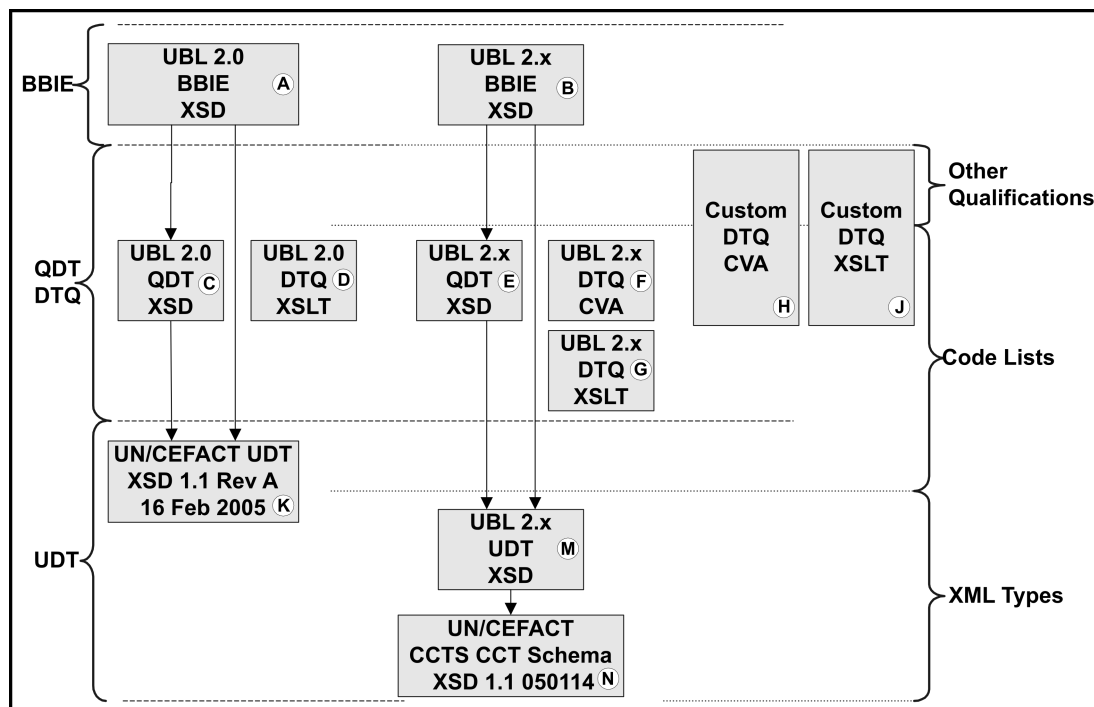 BBIE
UBL 2.0
BBIE
XSD
A
UBL 2.x
BBIE
XSD
B
QDT
DTQ
UBL 2.0
QDT
XSD
C
UBL 2.0
DTQ
XSLT
D
UBL 2.x
QDT
XSD
E
UBL 2.x
DTQ
CVA
F
UBL 2.x
DTQ
XSLT
G
Custom
DTQ
CVA
H
Custom
DTQ
XSLT
J
Other
Qualifications
Code Lists
UDT
UN/CEFACT UDT
XSD 1.1 Rev A
16 Feb 2005
K
UBL 2.x
UDT
XSD
M
UN/CEFACT
CCTS CCT Schema
XSD 1.1 050114
N
XML Types